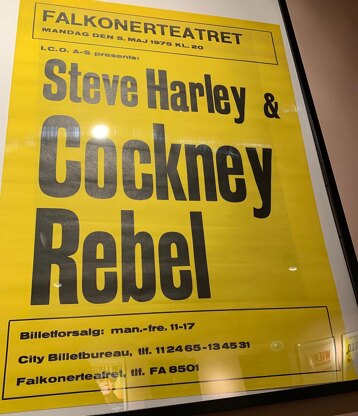 FALKONERTEATRET
MANDAG DEN 5. MAJ 1975 KL. 20
I.C.O. A-S presents:
Steve Harley &
Cockney
Rebel
Billetforsalg: man.-fre. 11-17
City Billetbureau, tlf. 11 24 65 - 13 45 31
Falkonerteatret, tlf. FA 8501